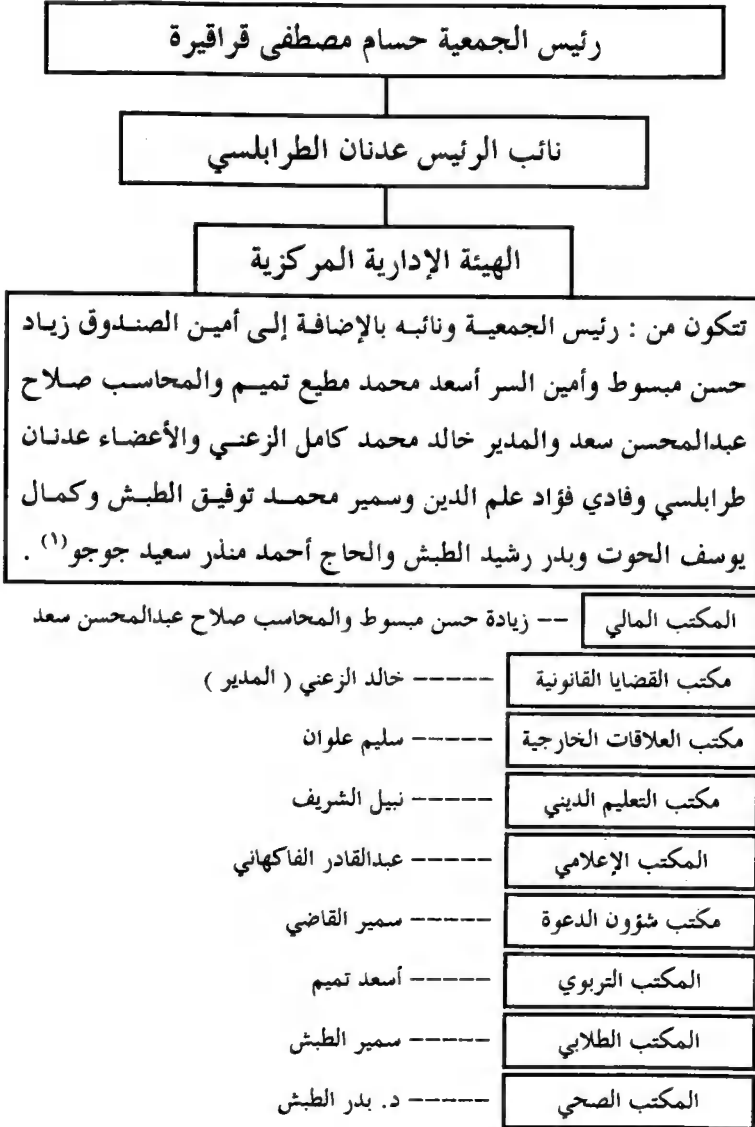 رئيس الجمعية حسام مصطفى قراقيرة
نائب الرئيس عدنان الطرابلسي
الهيئة الإدارية المركزية
تتكون من : رئيس الجمعية ونائبه بالإضافة إلى أمين الصندوق زياد
حسن مبسوط وأمين السر أسعد محمد مطيع تميم والمحاسب صلاح
عبدالمحسن سعد والمدير خالد محمد كامل الزعني والأعضاء عدنان
طرابلسي وفادي فؤاد علم الدين وسمير محمد توفيق الطبش وكمال
يوسف الحوت وبدر رشيد الطبش والحاج أحمد منذر سعيد جوجو(١) .
المكتب المالي -- زيادة حسن مبسوط والمحاسب صلاح عبدالمحسن سعد
مكتب القضايا القانونية ----- خالد الزعني ( المدير )
مكتب العلاقات الخارجية ----- سليم علوان
مكتب التعليم الديني ----- نبيل الشريف
المكتب الإعلامي ----- عبدالقادر الفاكهاني
مكتب شؤون الدعوة ----- سمير القاضي
المكتب التربوي ----- أسعد تميم
المكتب الطلابي ----- سمير الطبش
المكتب الصحي ----- د. بدر الطبش